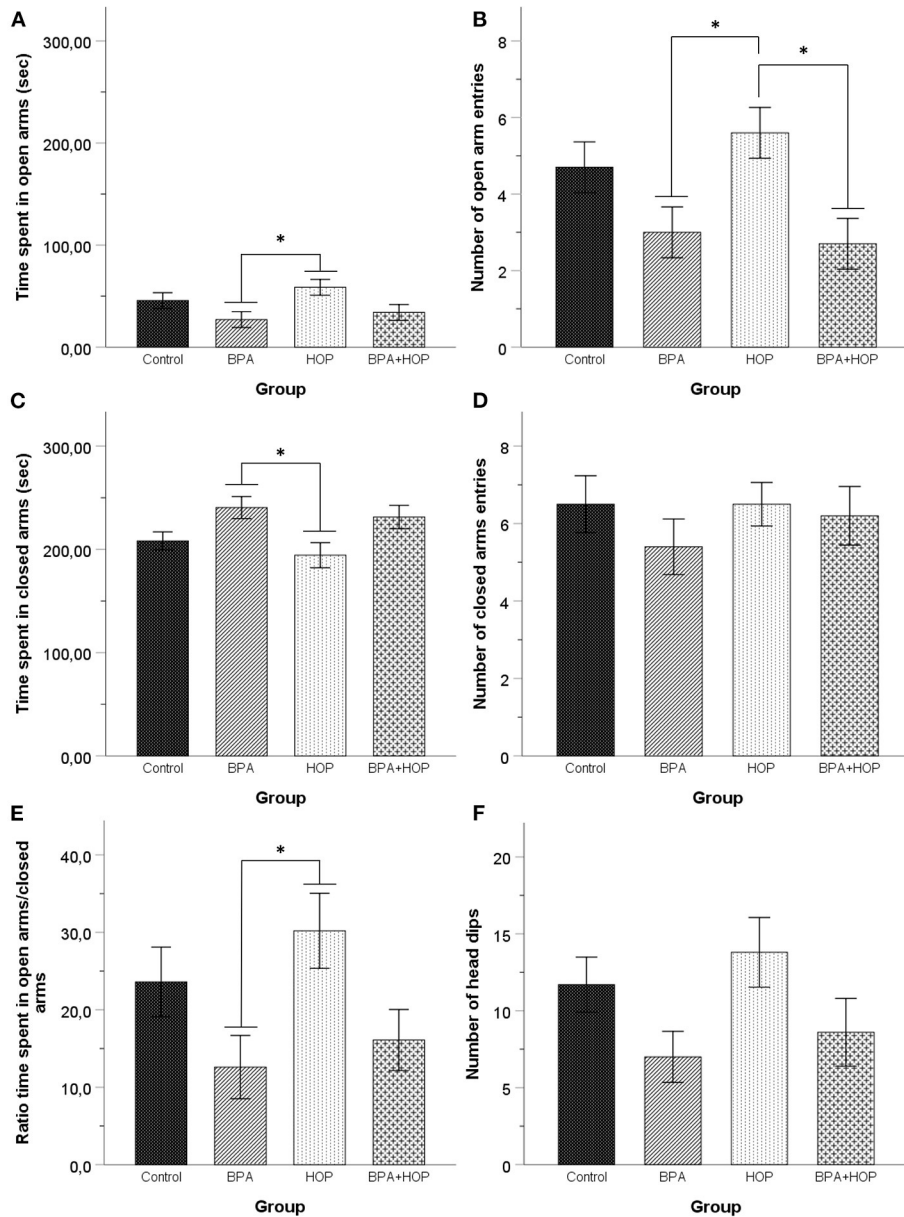 A
Time spent in open arms (sec)
300,00
200,00
100,00
0,00
*
Control BPA HOP BPA+HOP
Group
B
Number of open arm entries
8
6
4
2
0
*
*
Control BPA HOP BPA+HOP
Group
C
Time spent in closed arms (sec)
300,00
200,00
100,00
0,00
*
Control BPA HOP BPA+HOP
Group
D
Number of closed arms entries
8
6
4
2
0
Control BPA HOP BPA+HOP
Group
E
Ratio time spent in open arms/closed
arms
40,0
30,0
20,0
10,0
0,0
*
Control BPA HOP BPA+HOP
Group
F
Number of head dips
20
15
10
5
0
Control BPA HOP BPA+HOP
Group